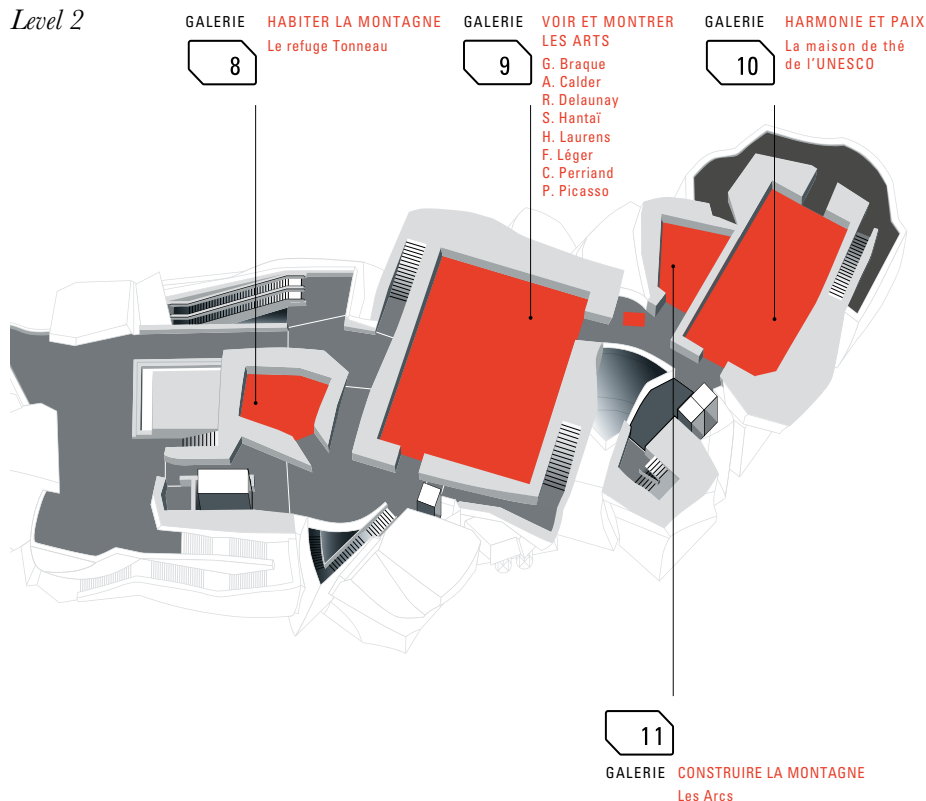 Level 2
GALERIE
8
HABITER LA MONTAGNE
Le refuge Tonneau
GALERIE
9
VOIR ET MONTRER
LES ARTS
G. Braque
A. Calder
R. Delaunay
S. Hantaï
H. Laurens
F. Léger
C. Perriand
P. Picasso
GALERIE
10
HARMONIE ET PAIX
La maison de thé
de l'UNESCO
11
GALERIE
CONSTRUIRE LA MONTAGNE
Les Arcs